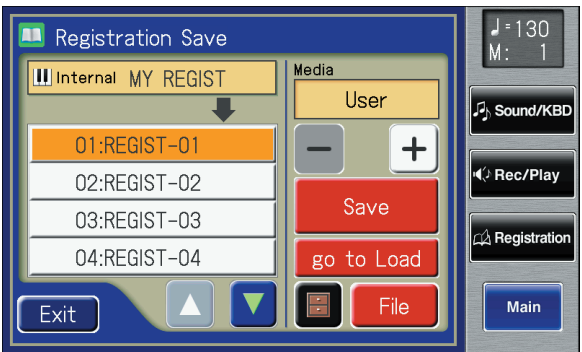 Registration Save
Internal MY REGIST
01:REGIST-01
02:REGIST-02
03:REGIST-03
04:REGIST-04
Exit
Media
User
Save
go to Load
File
♩=130
M: 1
Sound/KBD
Rec/Play
Registration
Main